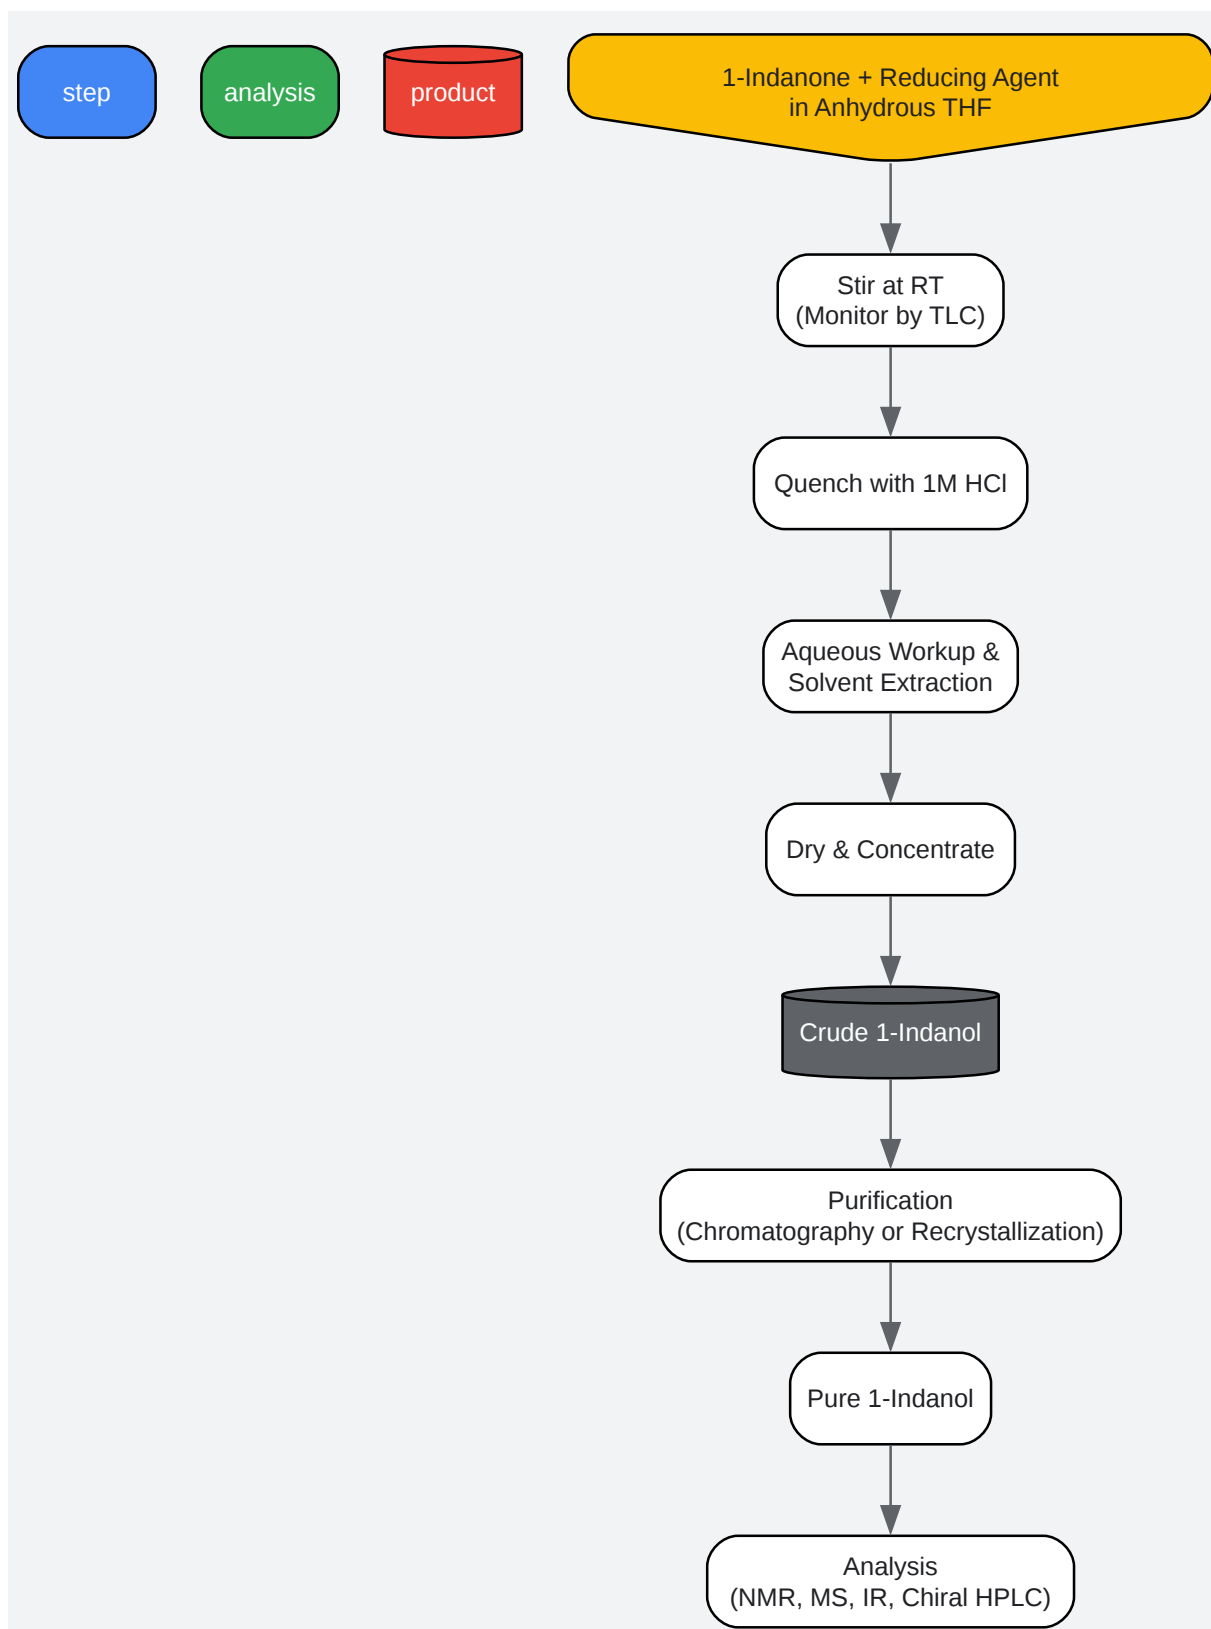 step
analysis
product
1-Indanone + Reducing Agent
in Anhydrous THF
Stir at RT
(Monitor by TLC)
Quench with 1M HCl
Aqueous Workup &
Solvent Extraction
Dry & Concentrate
Crude 1-Indanol
Purification
(Chromatography or Recrystallization)
Pure 1-Indanol
Analysis
(NMR, MS, IR, Chiral HPLC)